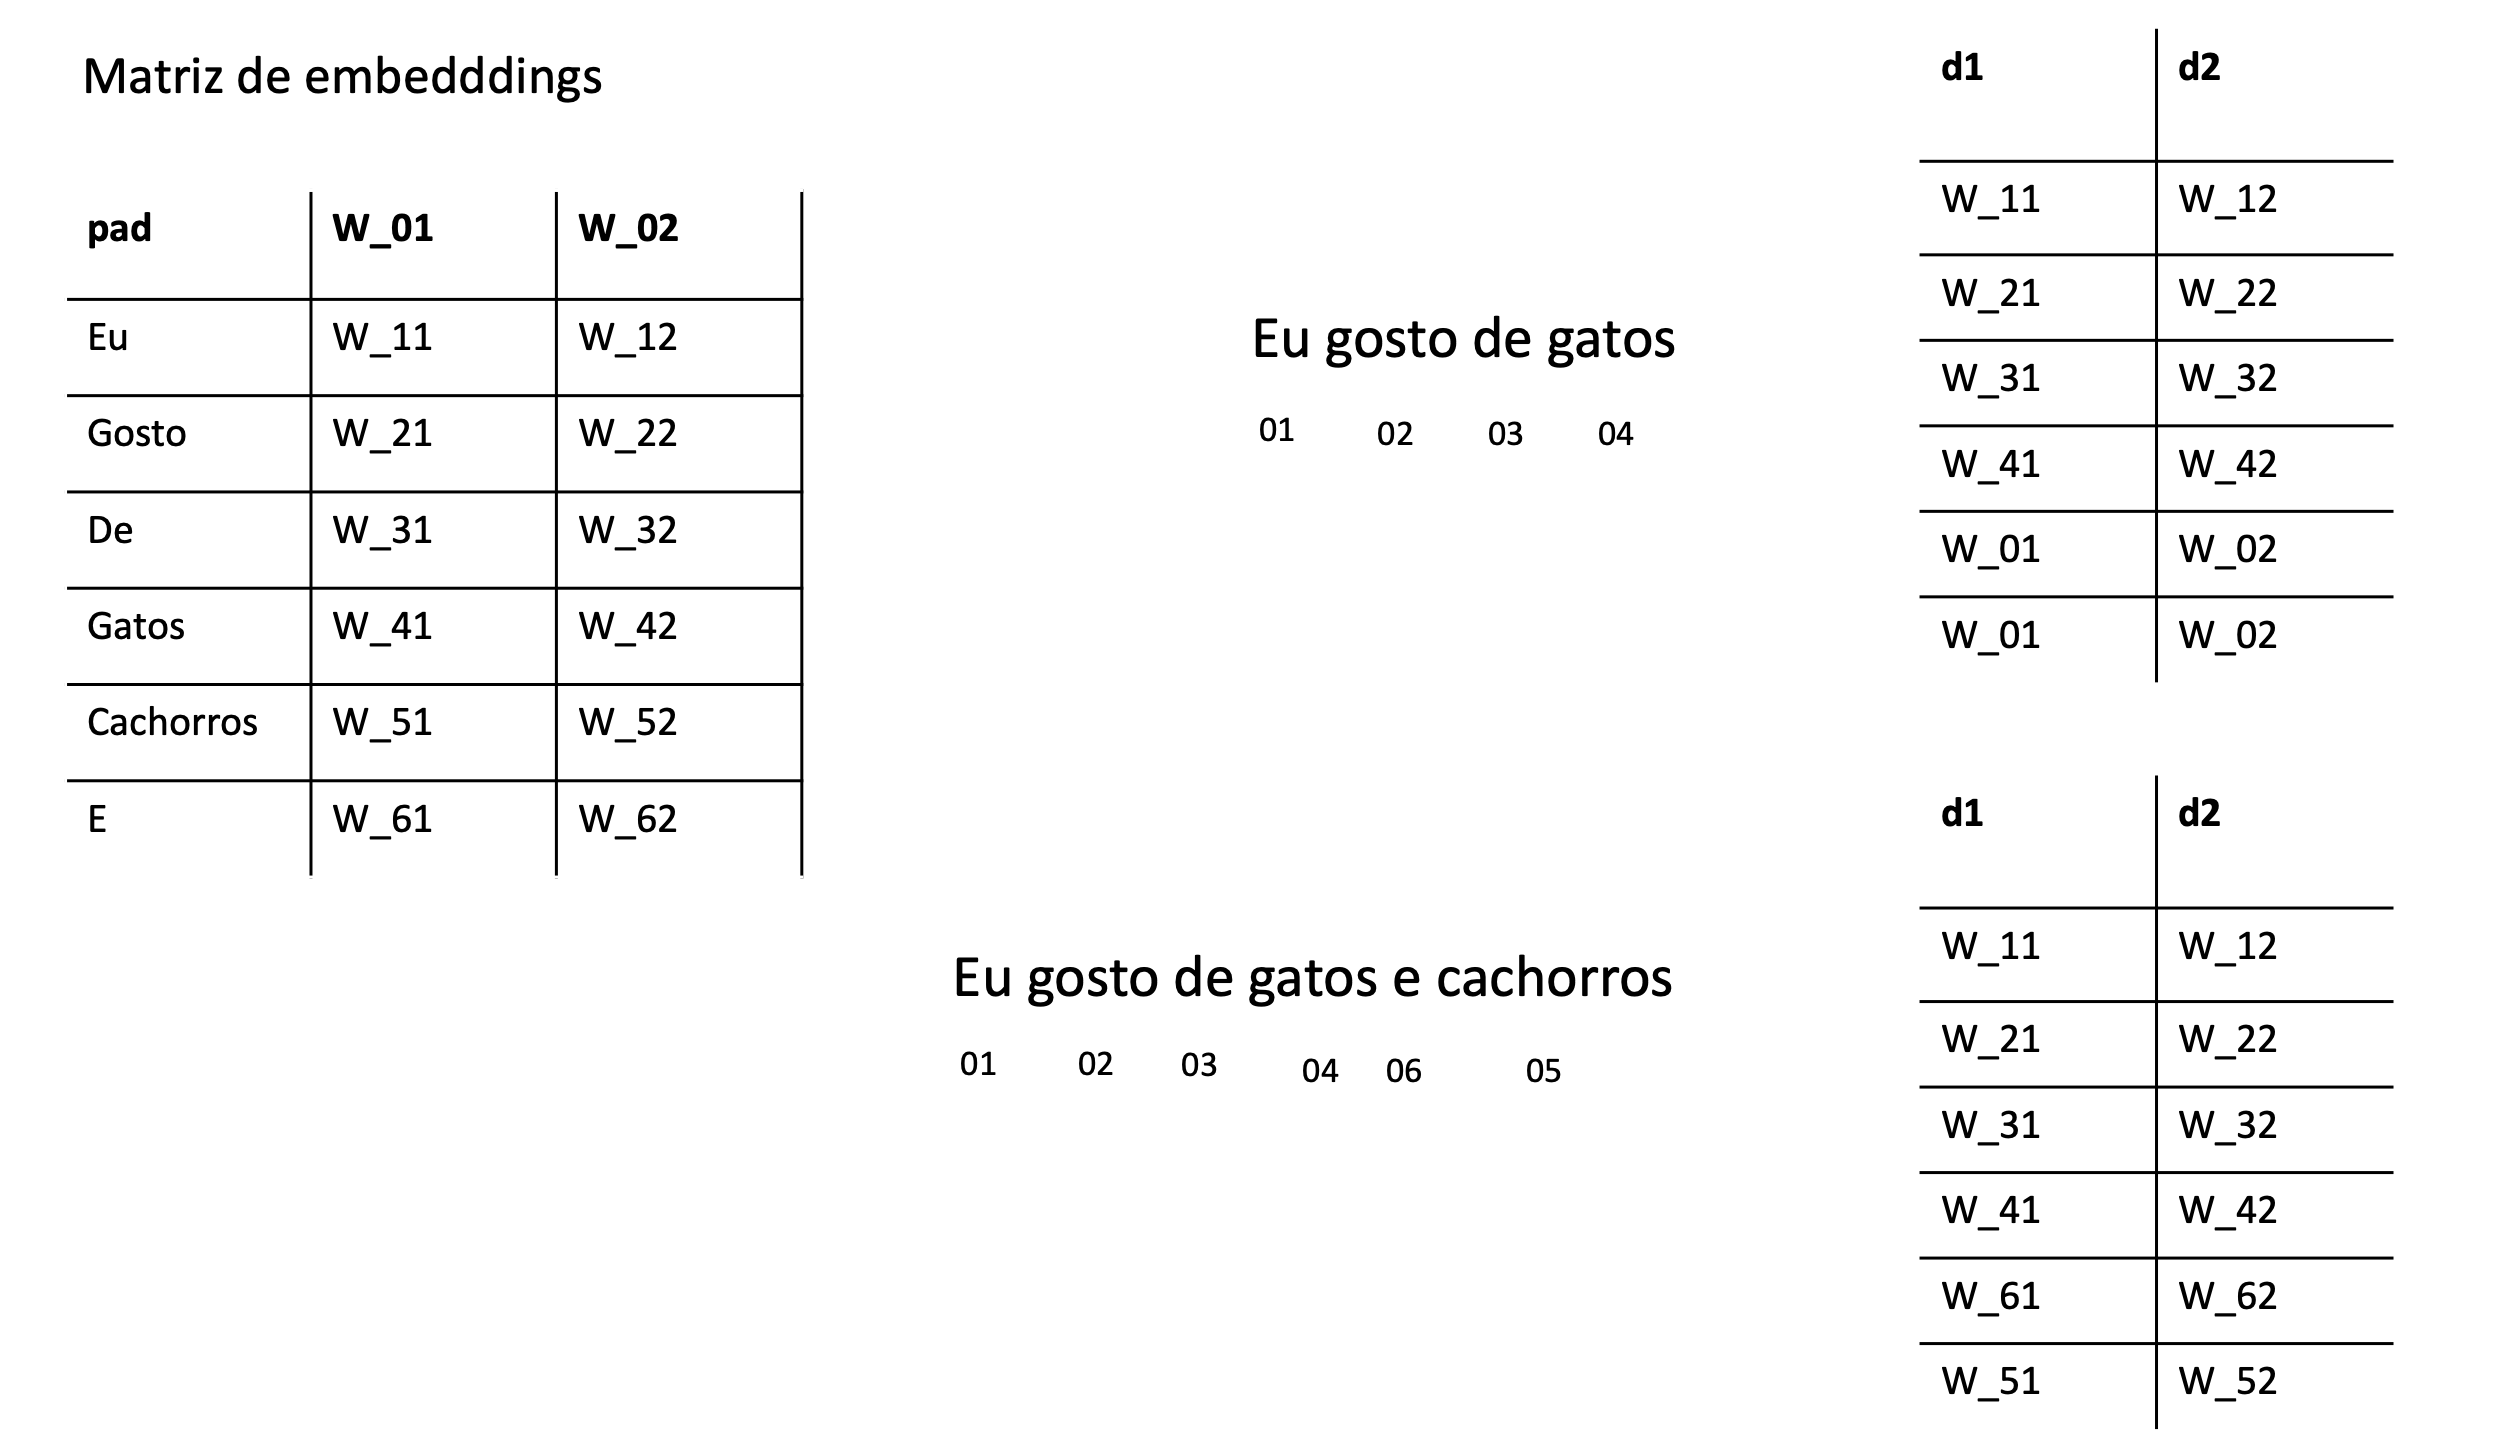 Matriz de embedddings
pad W_01 W_02
Eu W_11 W_12
Gosto W_21 W_22
De W_31 W_32
Gatos W_41 W_42
Cachorros W_51 W_52
E W_61 W_62
Eu gosto de gatos
01 02 03 04
d1 d2
W_11 W_12
W_21 W_22
W_31 W_32
W_41 W_42
W_01 W_02
W_01 W_02
Eu gosto de gatos e cachorros
01 02 03 04 06 05
d1 d2
W_11 W_12
W_21 W_22
W_31 W_32
W_41 W_42
W_61 W_62
W_51 W_52